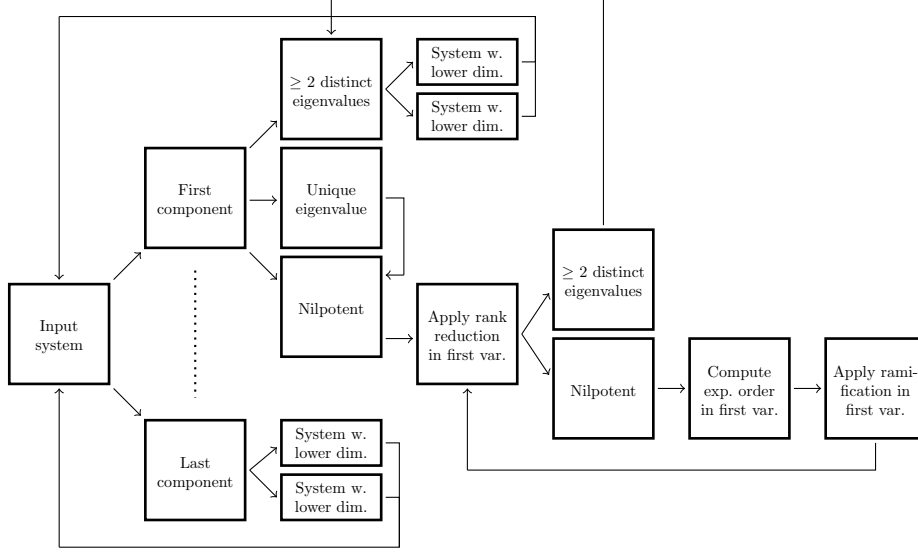 ≥ 2 distinct
eigenvalues
System w.
lower dim.
System w.
lower dim.
First
component
Unique
eigenvalue
Nilpotent
Input
system
Apply rank
reduction
in first var.
≥ 2 distinct
eigenvalues
Nilpotent
Compute
exp. order
in first var.
Apply rami-
fication in
first var.
Last
component
System w.
lower dim.
System w.
lower dim.